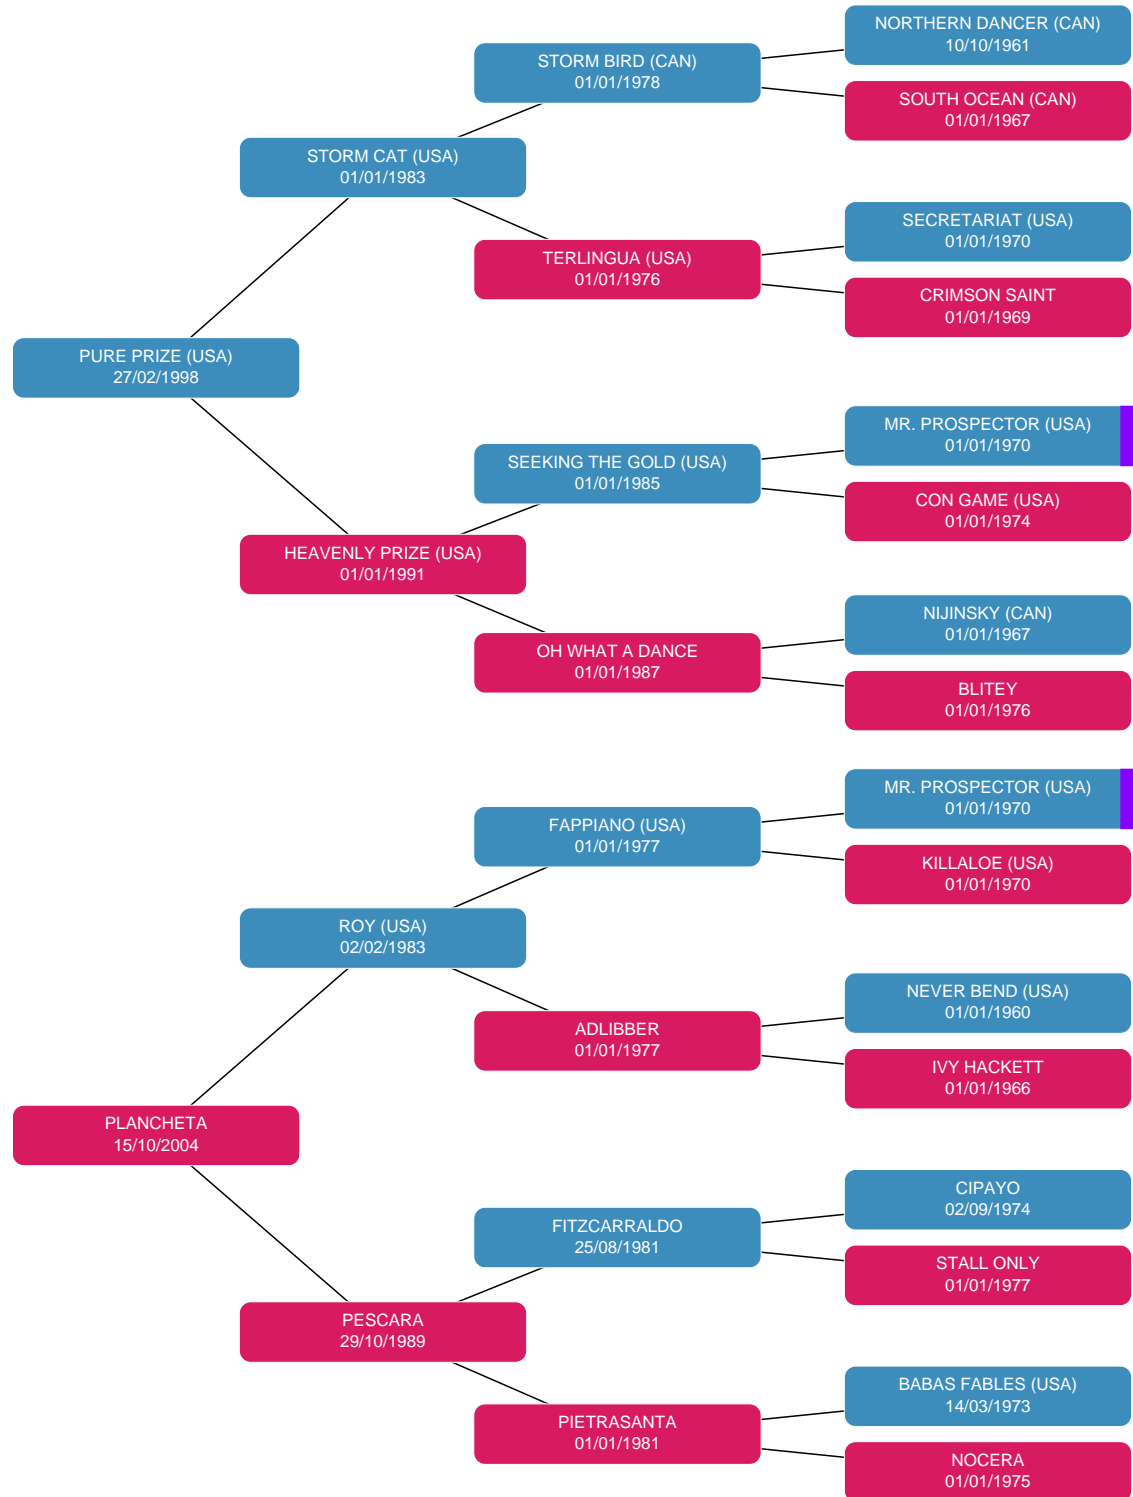 NORTHERN DANCER (CAN)
10/10/1961
STORM BIRD (CAN)
01/01/1978
SOUTH OCEAN (CAN)
01/01/1967
STORM CAT (USA)
01/01/1983
SECRETARIAT (USA)
01/01/1970
TERLINGUA (USA)
01/01/1976
CRIMSON SAINT
01/01/1969
PURE PRIZE (USA)
27/02/1998
MR. PROSPECTOR (USA)
01/01/1970
SEEKING THE GOLD (USA)
01/01/1985
CON GAME (USA)
01/01/1974
HEAVENLY PRIZE (USA)
01/01/1991
NIJINSKY (CAN)
01/01/1967
OH WHAT A DANCE
01/01/1987
BLITEY
01/01/1976
MR. PROSPECTOR (USA)
01/01/1970
FAPPIANO (USA)
01/01/1977
KILLALOE (USA)
01/01/1970
ROY (USA)
02/02/1983
NEVER BEND (USA)
01/01/1960
ADLIBBER
01/01/1977
IVY HACKETT
01/01/1966
PLANCHETA
15/10/2004
CIPAYO
02/09/1974
FITZCARRALDO
25/08/1981
STALL ONLY
01/01/1977
PESCARA
29/10/1989
BABAS FABLES (USA)
14/03/1973
PIETRASANTA
01/01/1981
NOCERA
01/01/1975